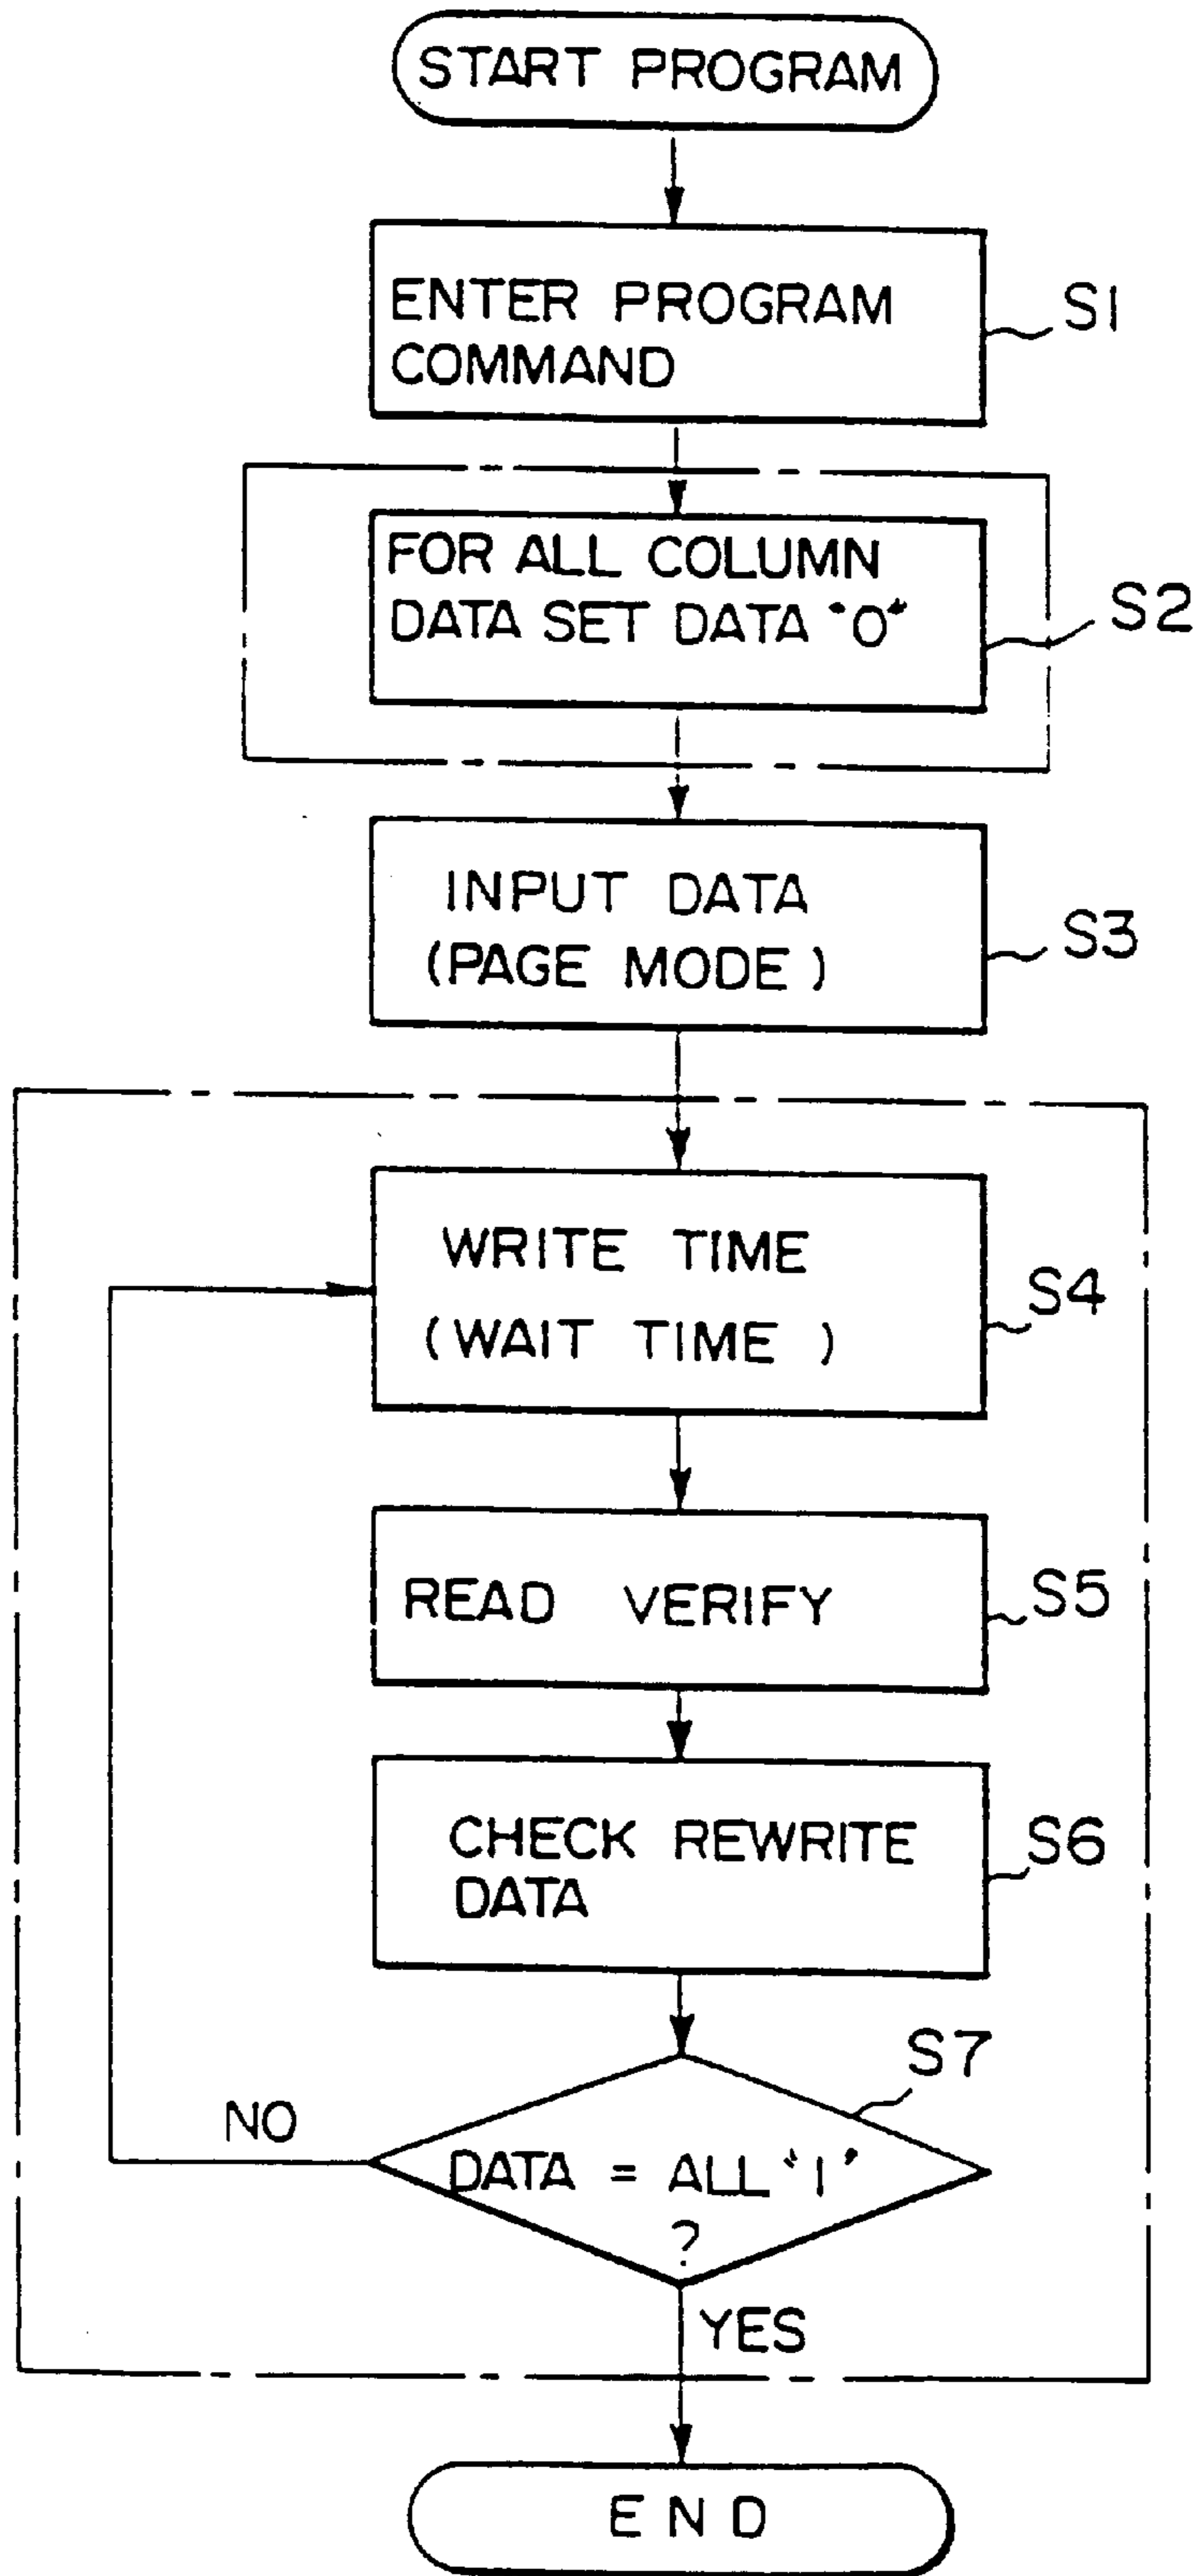 START PROGRAM
ENTER PROGRAM
COMMAND
S1
FOR ALL COLUMN
DATA SET DATA "0"
S2
INPUT DATA
(PAGE MODE)
S3
WRITE TIME
(WAIT TIME)
S4
READ VERIFY
S5
CHECK REWRITE
DATA
S6
S7
NO
DATA = ALL "1"
?
YES
END